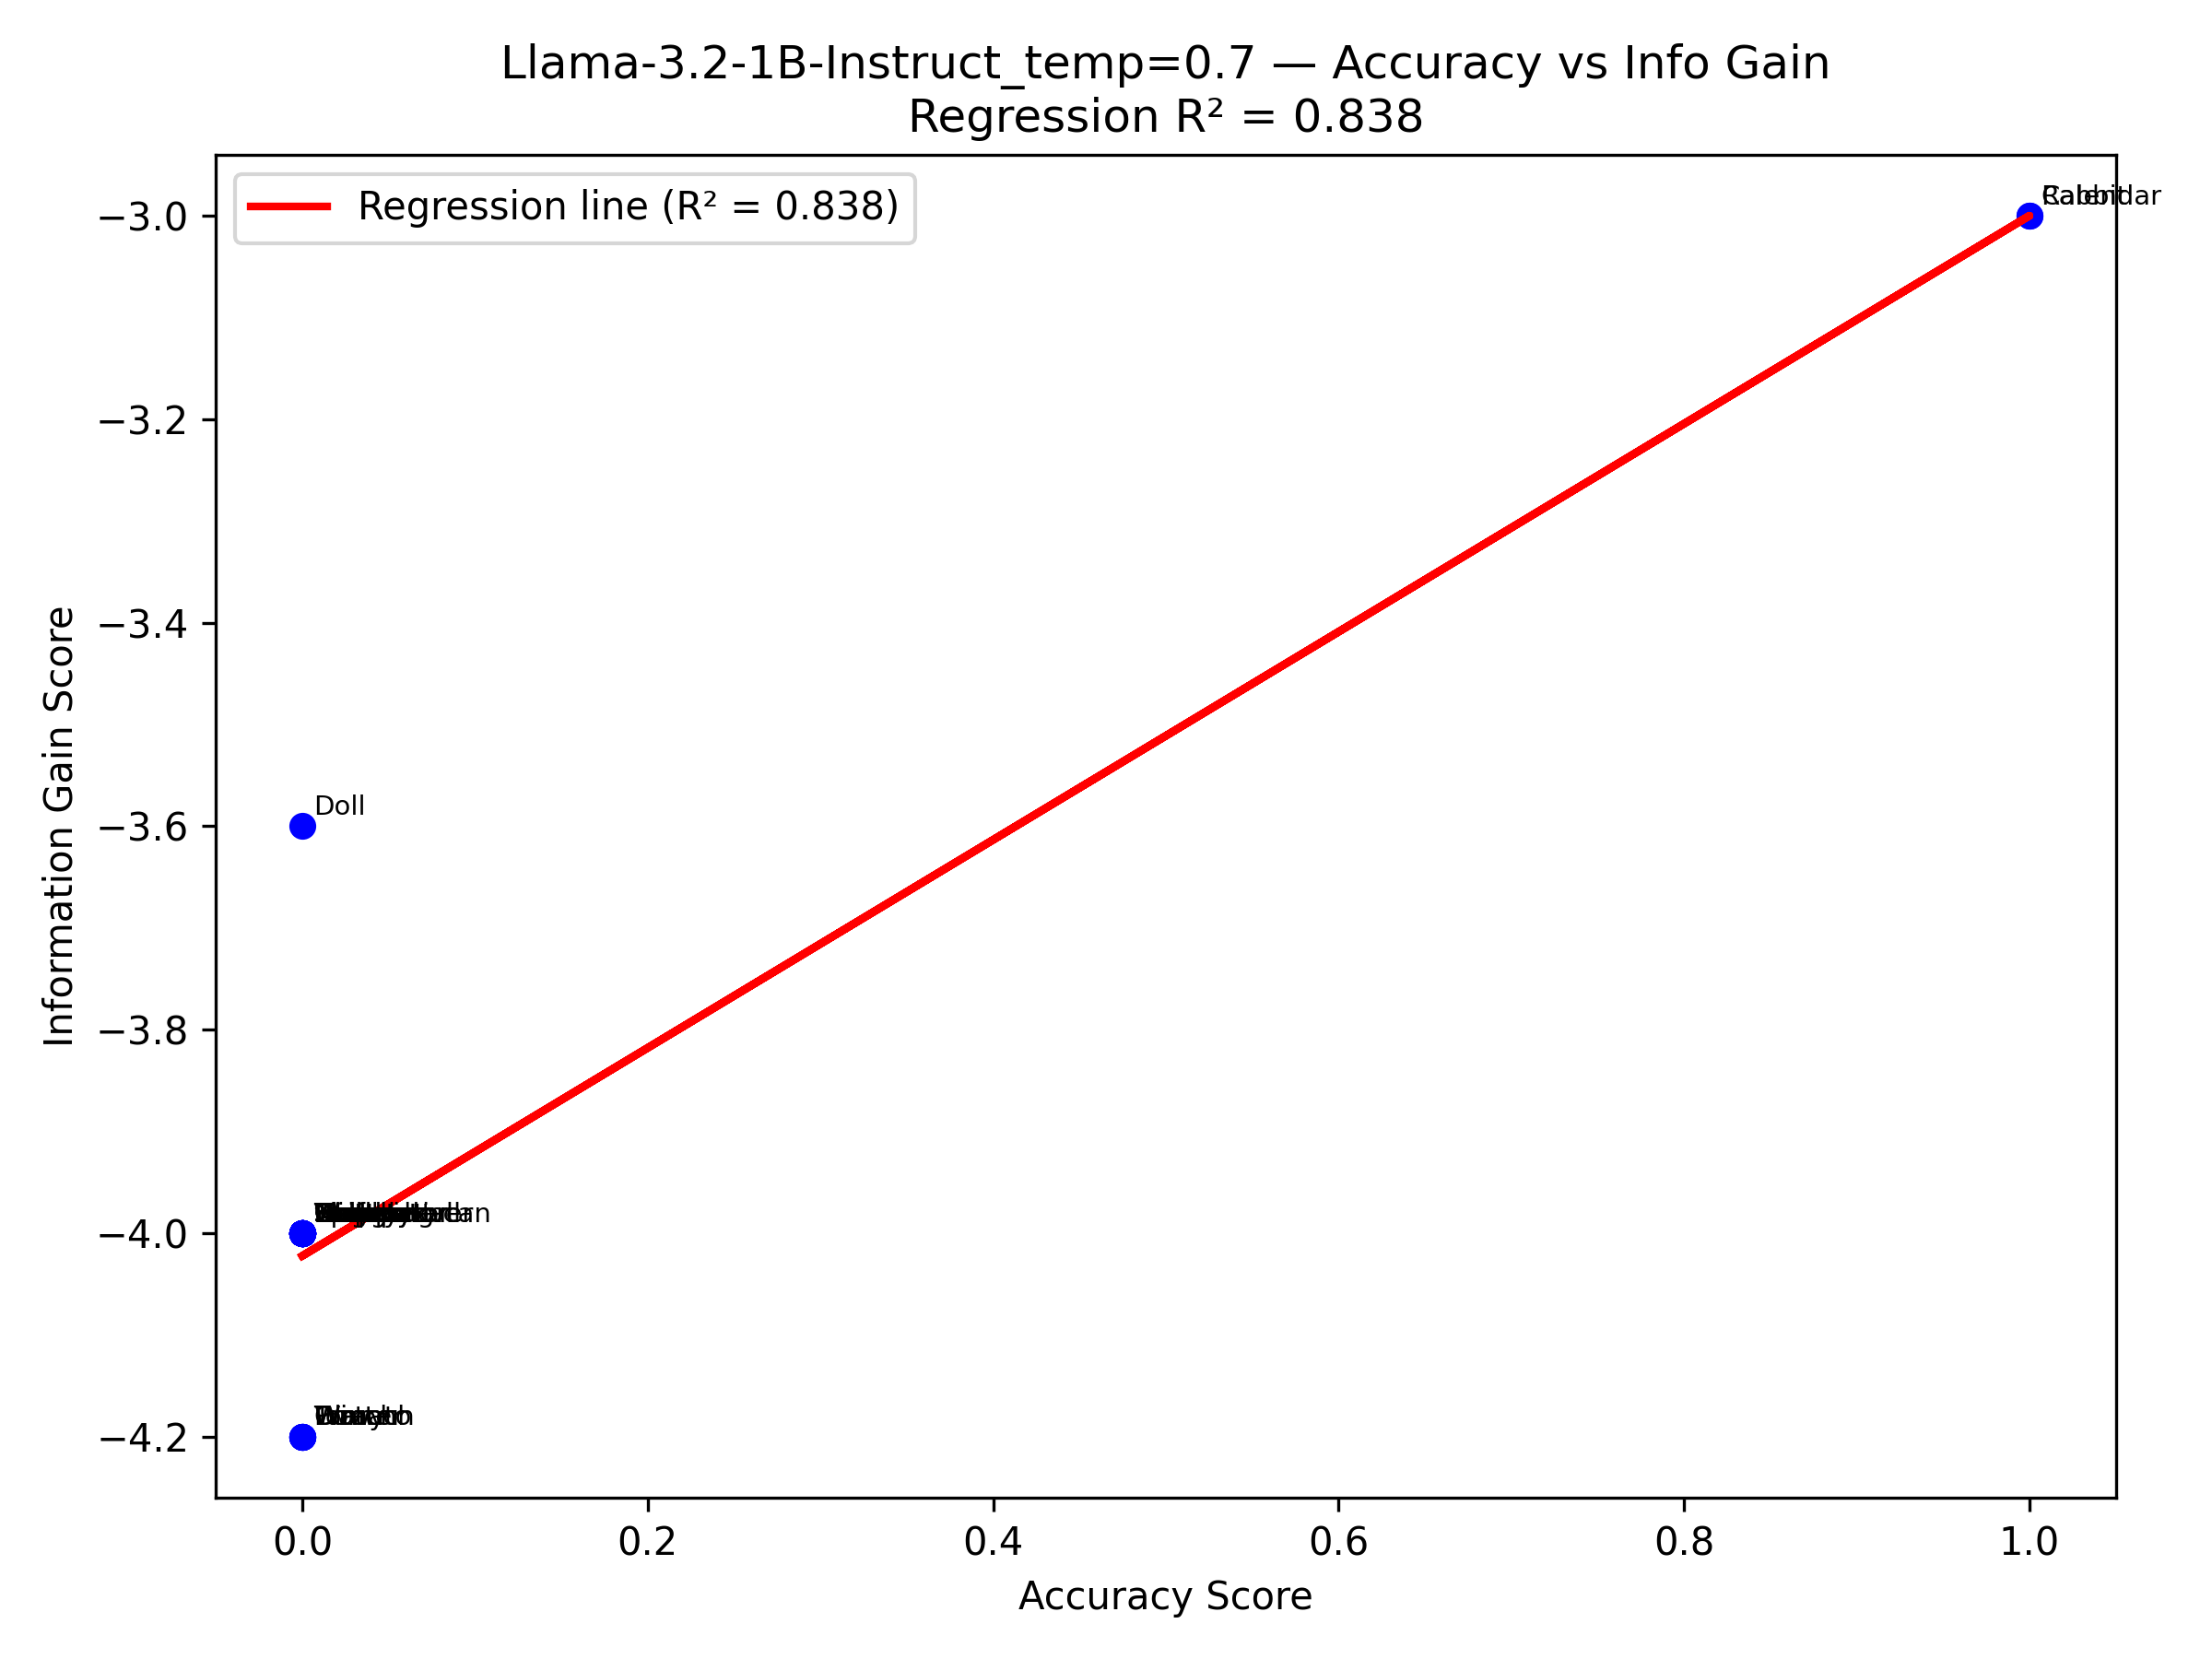 Llama-3.2-1B-Instruct_temp=0.7 — Accuracy vs Info Gain
Regression R² = 0.838
Regression line (R² = 0.838)
−3.0
−3.2
−3.4
−3.6
−3.8
−4.0
−4.2
Doll
0.0
0.2
0.4
0.6
0.8
1.0
Accuracy Score
Information Gain Score